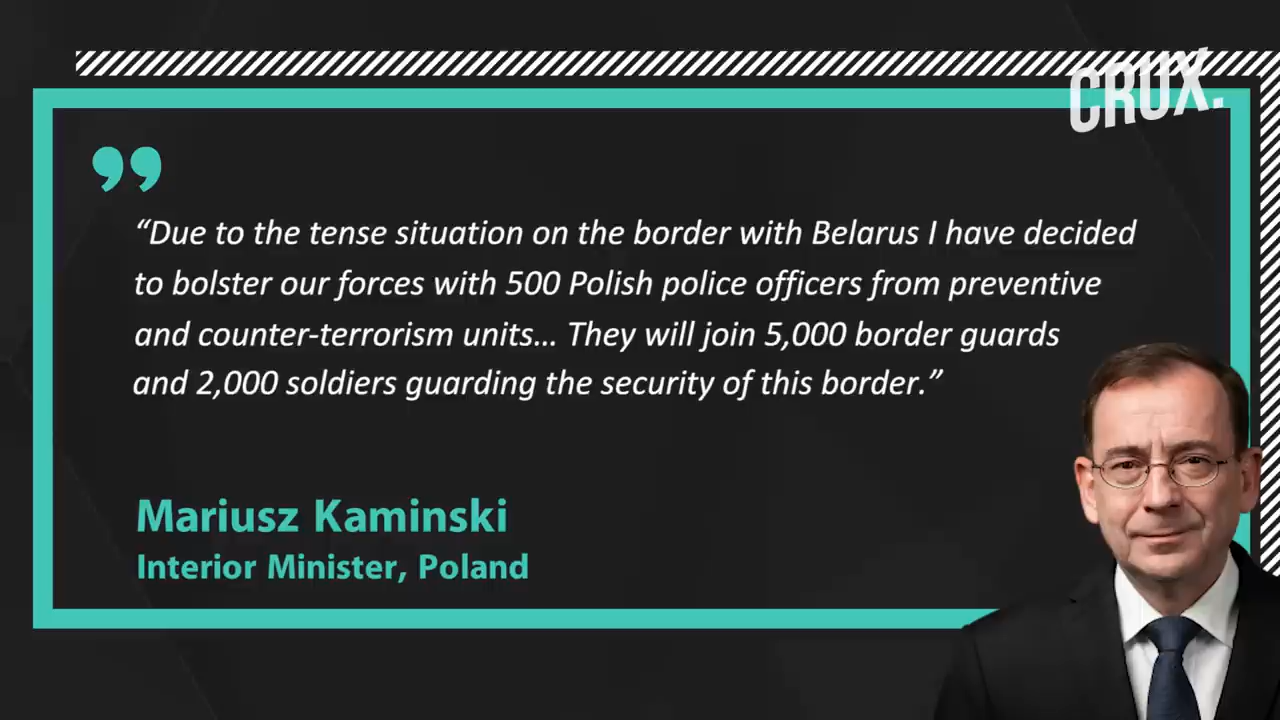 CRUX.
“Due to the tense situation on the border with Belarus I have decided
to bolster our forces with 500 Polish police officers from preventive
and counter-terrorism units... They will join 5,000 border guards
and 2,000 soldiers guarding the security of this border.”
Mariusz Kaminski
Interior Minister, Poland